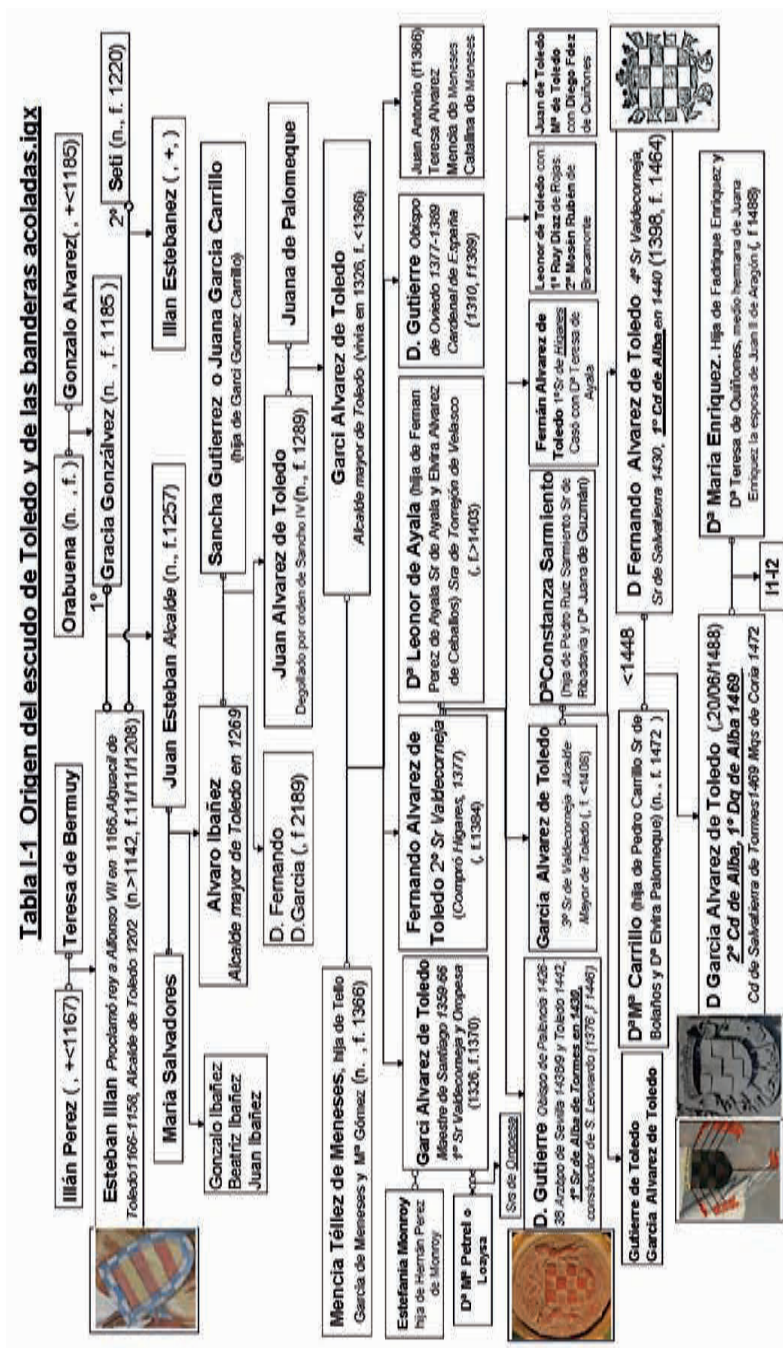 Tabla I-1 Origen del escudo de Toledo y de las banderas acoladas.igx
Illán Perez ( , +<1167)
Teresa de Bermuy
Orabuena (n. , f.)
Gonzalo Alvarez( , +<1185)
Esteban Illan Proclamó rey a Alfonso VII en 1166,Alguacil de
Toledo1166-1158, Alcalde de Toledo 1202 (n.>1142, f.11/11/1208)
1º
Gracia Gonzálvez (n. , f. 1185)
2º
Seti (n., f. 1220)
Maria Salvadores
Juan Esteban Alcalde (n., f.1257)
Illan Estebanez ( , +, )
Gonzalo Ibañez
Beatriz Ibañez
Juan Ibañez
Alvaro Ibañez
Alcalde mayor de Toledo en 1269
Sancha Gutierrez o Juana Garcia Carrillo
(hija de Garci Gomez Carrillo)
D. Fernando
D.Garcia (, f 2189)
Juan Alvarez de Toledo
Degollado por orden de Sancho IV (n., f. 1289)
Juana de Palomeque
Mencia Téllez de Meneses, hija de Tello
Garcia de Meneses y Mª Gómez (n. , f. 1366)
Garci Alvarez de Toledo
Alcalde mayor de Toledo (vivía en 1326, f. <1366)
Estefania Monroy
hija de Hernán Perez
de Monroy
Dª Mª Petrel o
Loaysa
Garci Alvarez de Toledo
Maestre de Santiago 1359-66
1º Sr Valdecorneja y Oropesa
(1326, f.1370)
Srs de Oropesa
Fernando Alvarez de
Toledo 2º Sr Valdecorneja
(Compró Higares, 1377)
(, f.1384)
Dª Leonor de Ayala (hija de Fernan
Perez de Ayala Sr de Ayala y Elvira Alvarez
de Ceballos) Sra de Torrejón de Velasco
(, f.>1403)
D. Gutierre Obispo
de Oviedo 1377-1389
Cardenal de España
(1310, f1389)
Juan Antonio (f1366)
Teresa Alvarez
Mencia de Meneses
Catalina de Meneses
D. Gutierre Obispo de Palencia 1426-
38 Arzbpo de Sevilla 1438/9 y Toledo 1442,
1º Sr de Alba de Tormes en 1430,
constructor de S. Leonardo (1376 ,f 1446)
Garcia Alvarez de Toledo
3º Sr de Valdecorneja Alcalde
Mayor de Toledo (, f. <1406)
DªConstanza Sarmiento
(hija de Pedro Ruiz Sarmiento Sr de
Ribadavia y Dª Juana de Guzmán)
Fernán Alvarez de
Toledo 1º Sr de Higares
Casó con Dª Teresa de
Ayala
Leonor de Toledo con
1º Ruy Diaz de Rojas
2º Mosén Rubén de
Bracamonte
Juan de Toledo
Mª de Toledo
con Diego Fdez
de Quiñones
Gutierre de Toledo
Garcia Alvarez de Toledo
Dª Mª Carrillo (hija de Pedro Carrillo Sr de
Bolaños y Dª Elvira Palomeque) (n. , f. 1472 )
<1448
D Fernando Alvarez de Toledo 4º Sr Valdecorneja,
Sr de Salvatierra 1430, 1º Cd de Alba en 1440 (1398, f. 1464)
D Garcia Alvarez de Toledo (,20/06/1488)
2º Cd de Alba, 1º Dq de Alba 1469
Cd de Salvatierra de Tormes1469 Mqs de Coria 1472
Dª Maria Enriquez. Hija de Fadrique Enriquez y
Dª Teresa de Quiñones, medio hermana de Juana
Enriquez la esposa de Juan II de Aragón (, f 1488)
I1-I2